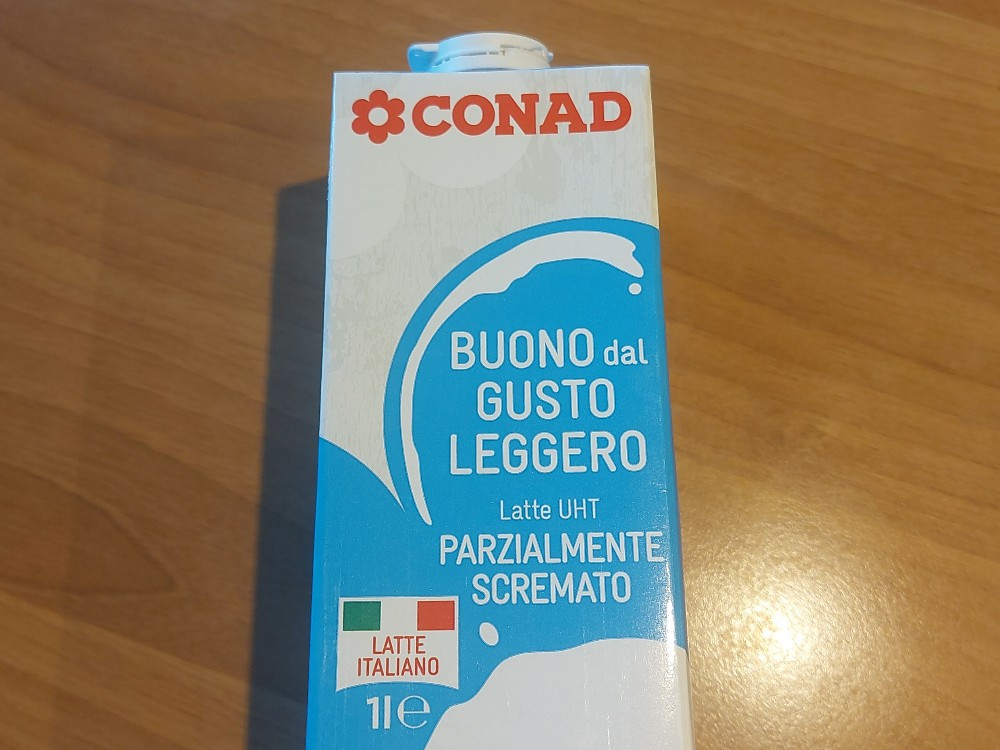 CONAD
BUONO dal
GUSTO
LEGGERO
Latte UHT
PARZIALMENTE
SCREMATO
LATTE
ITALIANO
1l℮